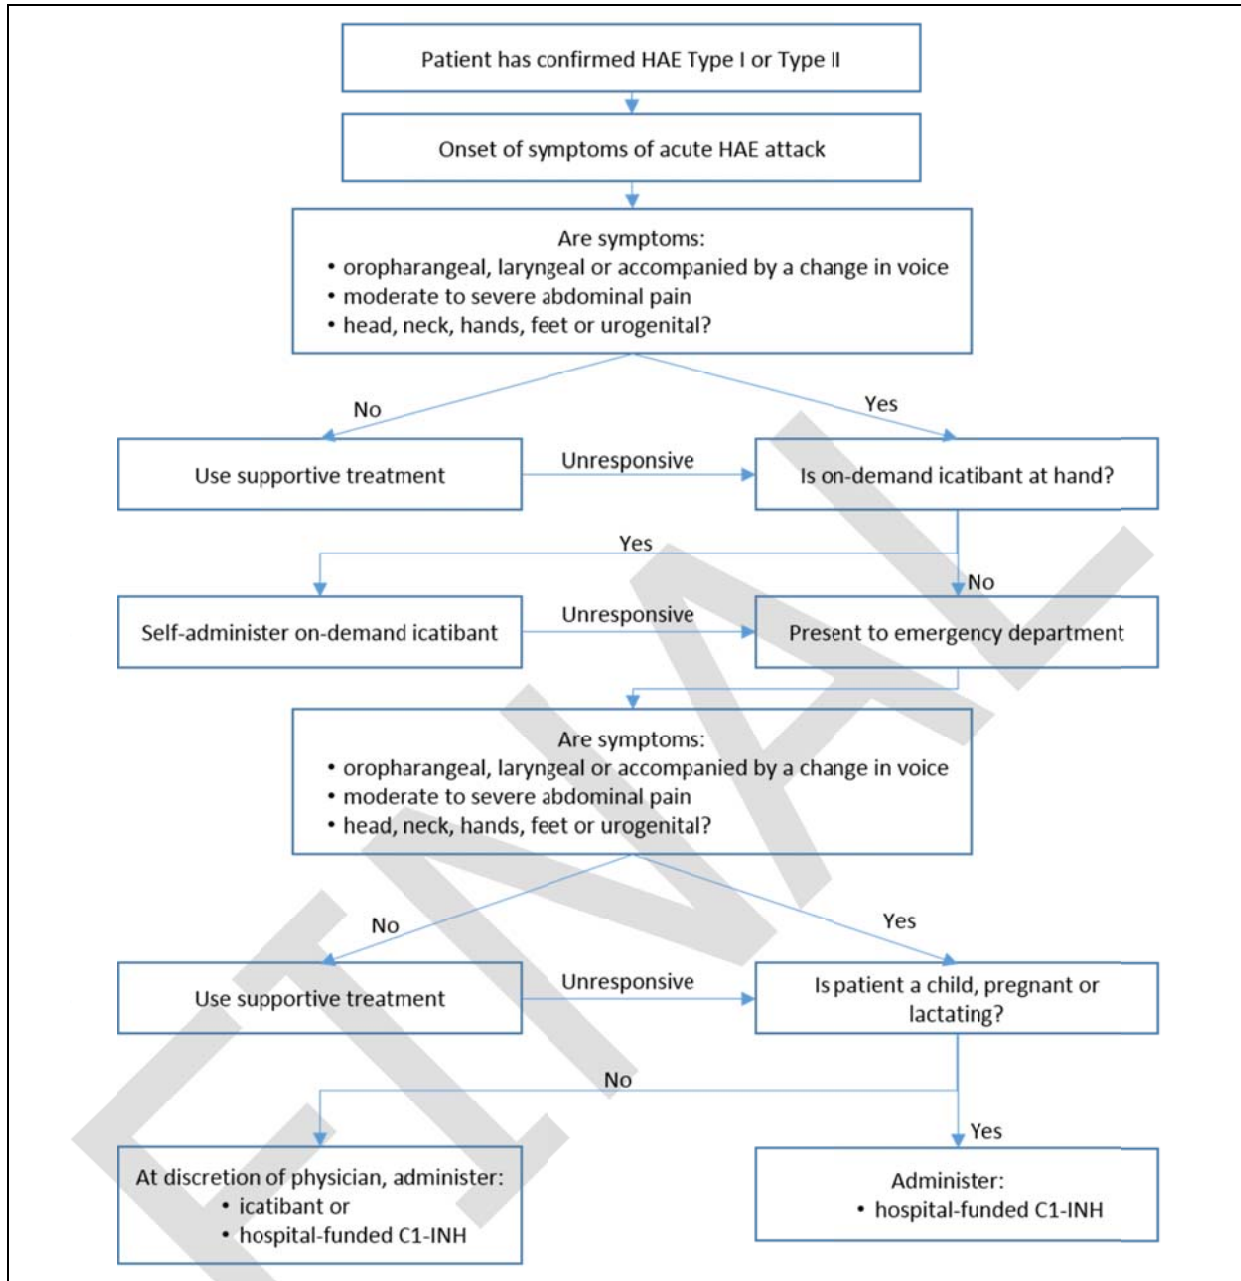 Patient has confirmed HAE Type I or Type II
Onset of symptoms of acute HAE attack
Are symptoms:
• oropharangeal, laryngeal or accompanied by a change in voice
• moderate to severe abdominal pain
• head, neck, hands, feet or urogenital?
No
Yes
Use supportive treatment
Unresponsive
Is on-demand icatibant at hand?
Yes
No
Self-administer on-demand icatibant
Unresponsive
Present to emergency department
Are symptoms:
• oropharangeal, laryngeal or accompanied by a change in voice
• moderate to severe abdominal pain
• head, neck, hands, feet or urogenital?
No
Yes
Use supportive treatment
Unresponsive
Is patient a child, pregnant or
lactating?
No
Yes
At discretion of physician, administer:
• icatibant or
• hospital-funded C1-INH
Administer:
• hospital-funded C1-INH
FINAL